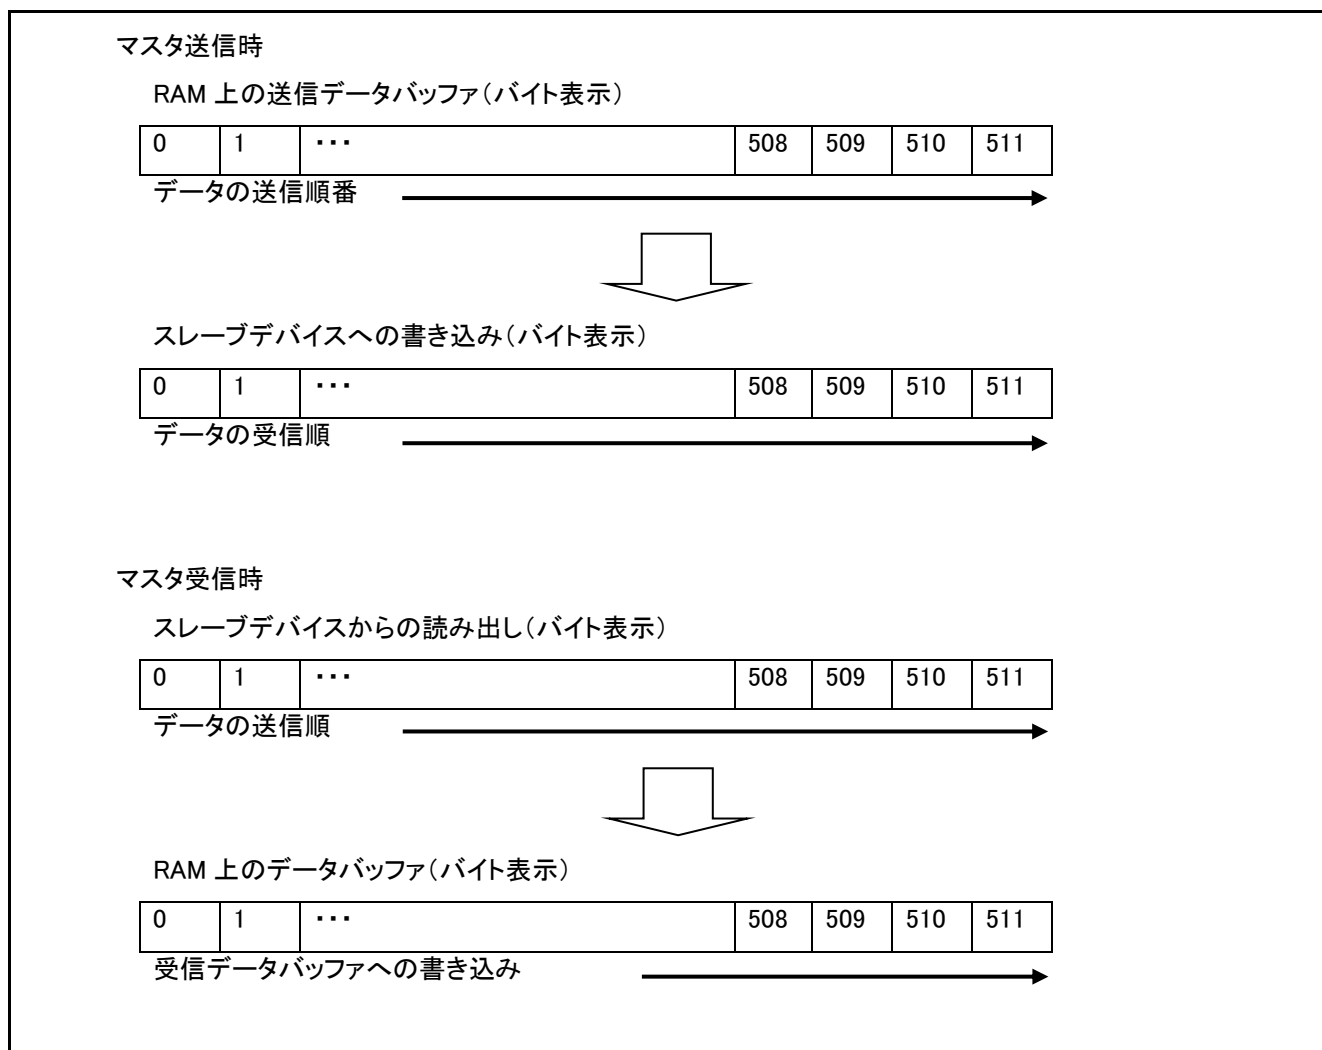 マスタ送信時
RAM 上の送信データバッファ(バイト表示)
0 1 ・・・ 508 509 510 511
データの送信順番
スレーブデバイスへの書き込み(バイト表示)
0 1 ・・・ 508 509 510 511
データの受信順
マスタ受信時
スレーブデバイスからの読み出し(バイト表示)
0 1 ・・・ 508 509 510 511
データの送信順
RAM 上のデータバッファ(バイト表示)
0 1 ・・・ 508 509 510 511
受信データバッファへの書き込み